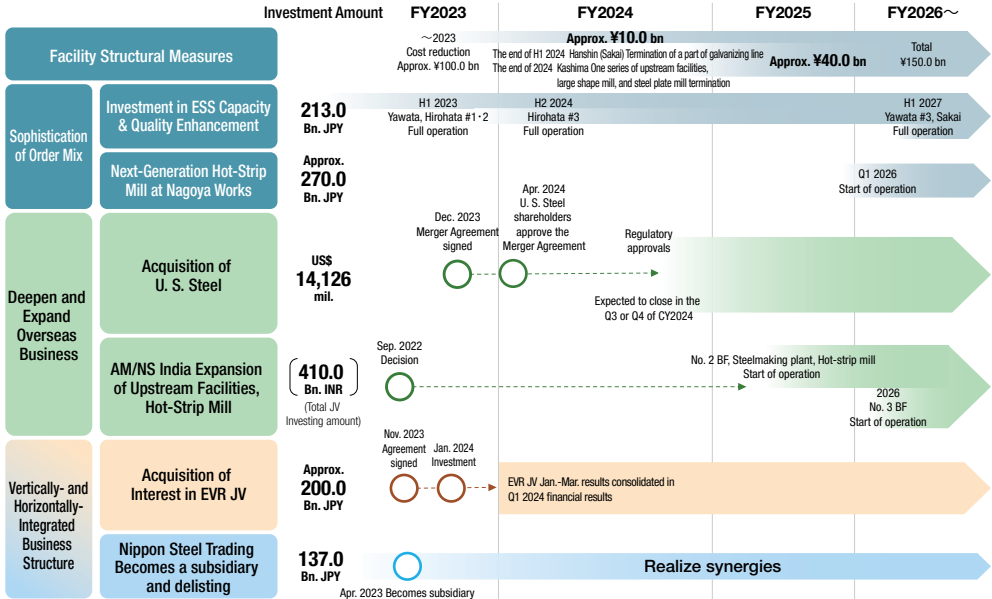 Investment Amount
FY2023
FY2024
FY2025
FY2026～
Facility Structural Measures
～2023
Cost reduction
Approx. ¥100.0 bn
Approx. ¥10.0 bn
The end of H1 2024 Hanshin (Sakai) Termination of a part of galvanizing line
The end of 2024 Kashima One series of upstream facilities,
large shape mill, and steel plate mill termination
Approx. ¥40.0 bn
Total
¥150.0 bn
Sophistication
of Order Mix
Investment in ESS Capacity
& Quality Enhancement
213.0
Bn. JPY
H1 2023
Yawata, Hirohata #1・2
Full operation
H2 2024
Hirohata #3
Full operation
H1 2027
Yawata #3, Sakai
Full operation
Next-Generation Hot-Strip
Mill at Nagoya Works
Approx.
270.0
Bn. JPY
Q1 2026
Start of operation
Deepen and
Expand
Overseas
Business
Acquisition of
U. S. Steel
US$
14,126
mil.
Dec. 2023
Merger Agreement
signed
Apr. 2024
U. S. Steel
shareholders
approve the
Merger Agreement
Regulatory
approvals
Expected to close in the
Q3 or Q4 of CY2024
AM/NS India Expansion
of Upstream Facilities,
Hot-Strip Mill
410.0
Bn. INR
(Total JV
Investing amount)
Sep. 2022
Decision
No. 2 BF, Steelmaking plant, Hot-strip mill
Start of operation
2026
No. 3 BF
Start of operation
Vertically- and
Horizontally-
Integrated
Business
Structure
Acquisition of
Interest in EVR JV
Approx.
200.0
Bn. JPY
Nov. 2023
Agreement
signed
Jan. 2024
Investment
EVR JV Jan.-Mar. results consolidated in
Q1 2024 financial results
Nippon Steel Trading
Becomes a subsidiary
and delisting
137.0
Bn. JPY
Apr. 2023 Becomes subsidiary
Realize synergies